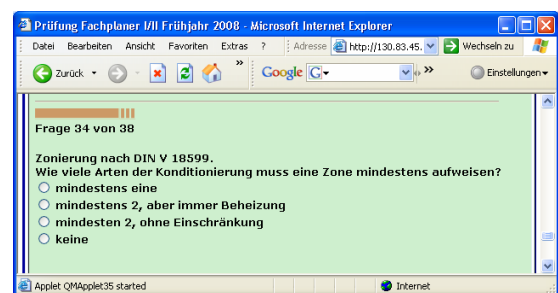 Prüfung Fachplaner I/II Frühjahr 2008 - Microsoft Internet Explorer
Datei Bearbeiten Ansicht Favoriten Extras ? Adresse http://130.83.45. Wechseln zu
Zurück Google G Einstellungen
Frage 34 von 38
Zonierung nach DIN V 18599.
Wie viele Arten der Konditionierung muss eine Zone mindestens aufweisen?
mindestens eine
mindestens 2, aber immer Beheizung
mindesten 2, ohne Einschränkung
keine
Applet QMApplet35 started Internet